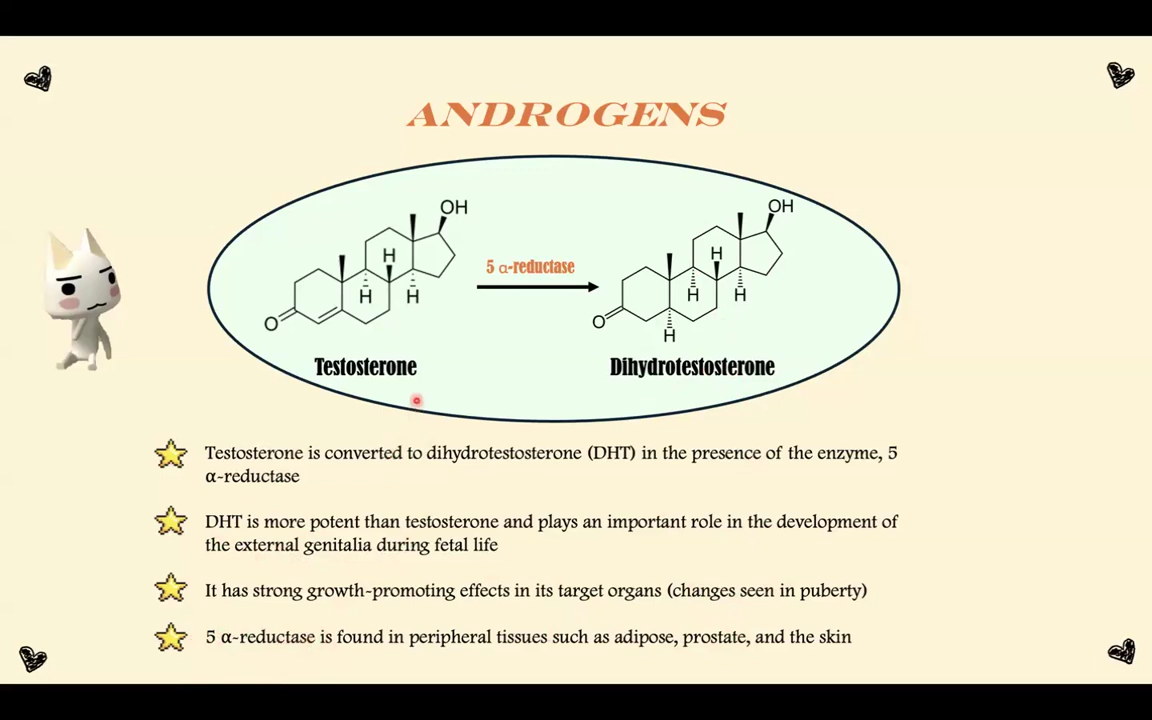 ANDROGENS
OH
OH
H
H
5 α-reductase
H
H
H
H
O
O
H
Testosterone
Dihydrotestosterone
Testosterone is converted to dihydrotestosterone (DHT) in the presence of the enzyme, 5
α-reductase
DHT is more potent than testosterone and plays an important role in the development of
the external genitalia during fetal life
It has strong growth-promoting effects in its target organs (changes seen in puberty)
5 α-reductase is found in peripheral tissues such as adipose, prostate, and the skin